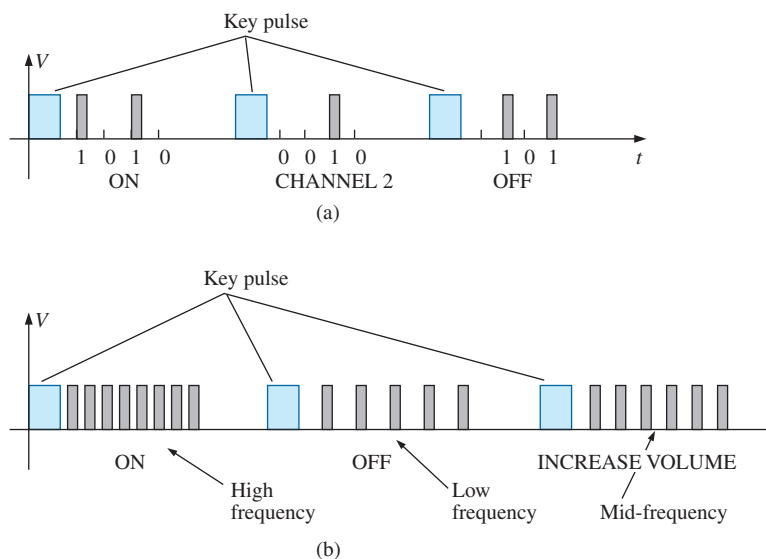 Key pulse
V
1 0 1 0 0 0 1 0 1 0 1 t
ON CHANNEL 2 OFF
(a)
Key pulse
V
ON OFF INCREASE VOLUME
High frequency
Low frequency
Mid-frequency
(b)